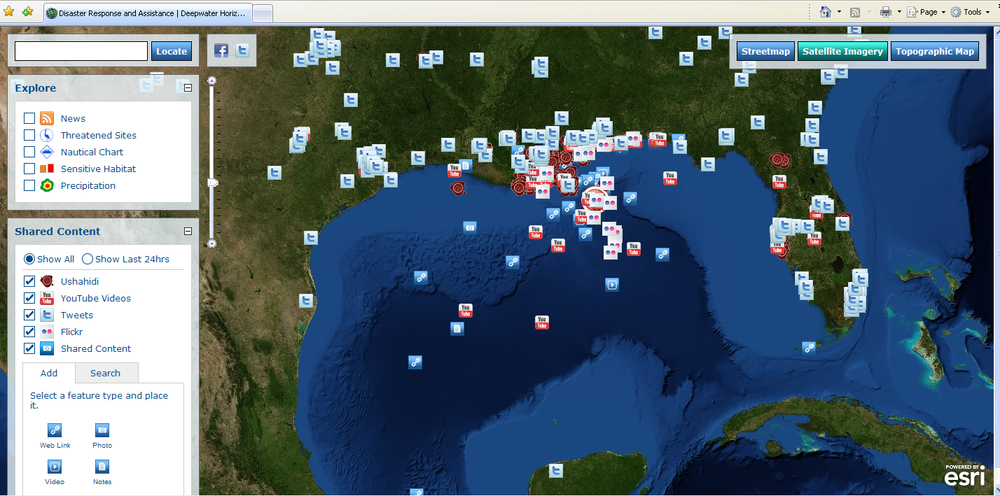 Disaster Response and Assistance | Deepwater Horiz...
Page
Tools
Locate
Streetmap
Satellite Imagery
Topographic Map
Explore
News
Threatened Sites
Nautical Chart
Sensitive Habitat
Precipitation
Shared Content
Show All
Show Last 24hrs
Ushahidi
YouTube Videos
Tweets
Flickr
Shared Content
Add
Search
Select a feature type and place
it.
Web Link
Photo
Video
Notes
POWERED BY
esri